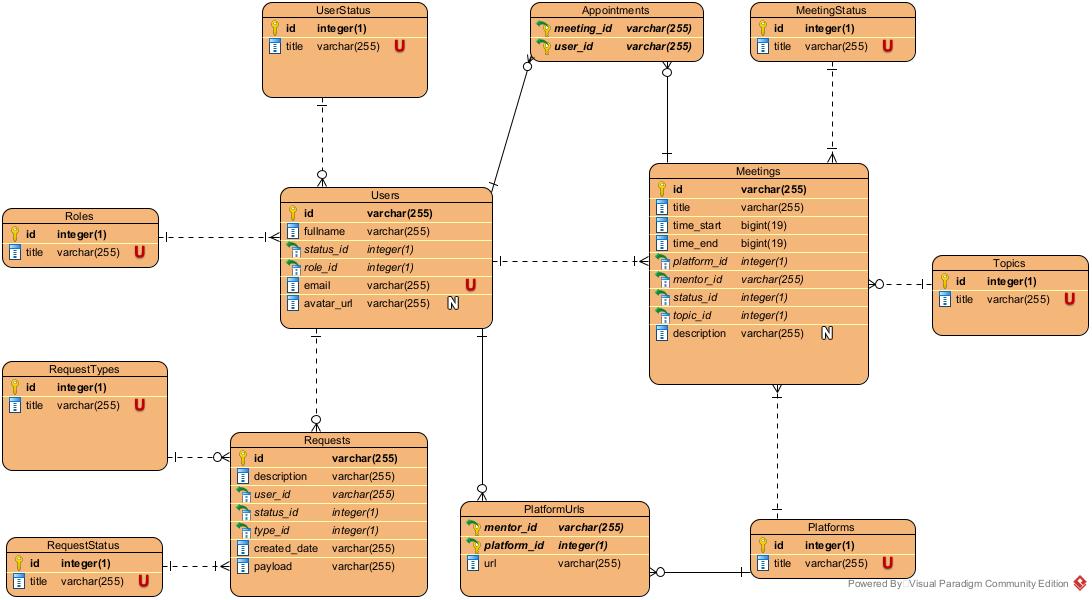 UserStatus
id integer(1)
title varchar(255) U
Appointments
meeting_id varchar(255)
user_id varchar(255)
MeetingStatus
id integer(1)
title varchar(255) U
Roles
id integer(1)
title varchar(255) U
Users
id varchar(255)
fullname varchar(255)
status_id integer(1)
role_id integer(1)
email varchar(255) U
avatar_url varchar(255) N
Meetings
id varchar(255)
title varchar(255)
time_start bigint(19)
time_end bigint(19)
platform_id integer(1)
mentor_id varchar(255)
status_id integer(1)
topic_id integer(1)
description varchar(255) N
Topics
id integer(1)
title varchar(255) U
RequestTypes
id integer(1)
title varchar(255) U
Requests
id varchar(255)
description varchar(255)
user_id varchar(255)
status_id integer(1)
type_id integer(1)
created_date varchar(255)
payload varchar(255)
RequestStatus
id integer(1)
title varchar(255) U
PlatformUrls
mentor_id varchar(255)
platform_id integer(1)
url varchar(255)
Platforms
id integer(1)
title varchar(255) U
Powered By Visual Paradigm Community Edition